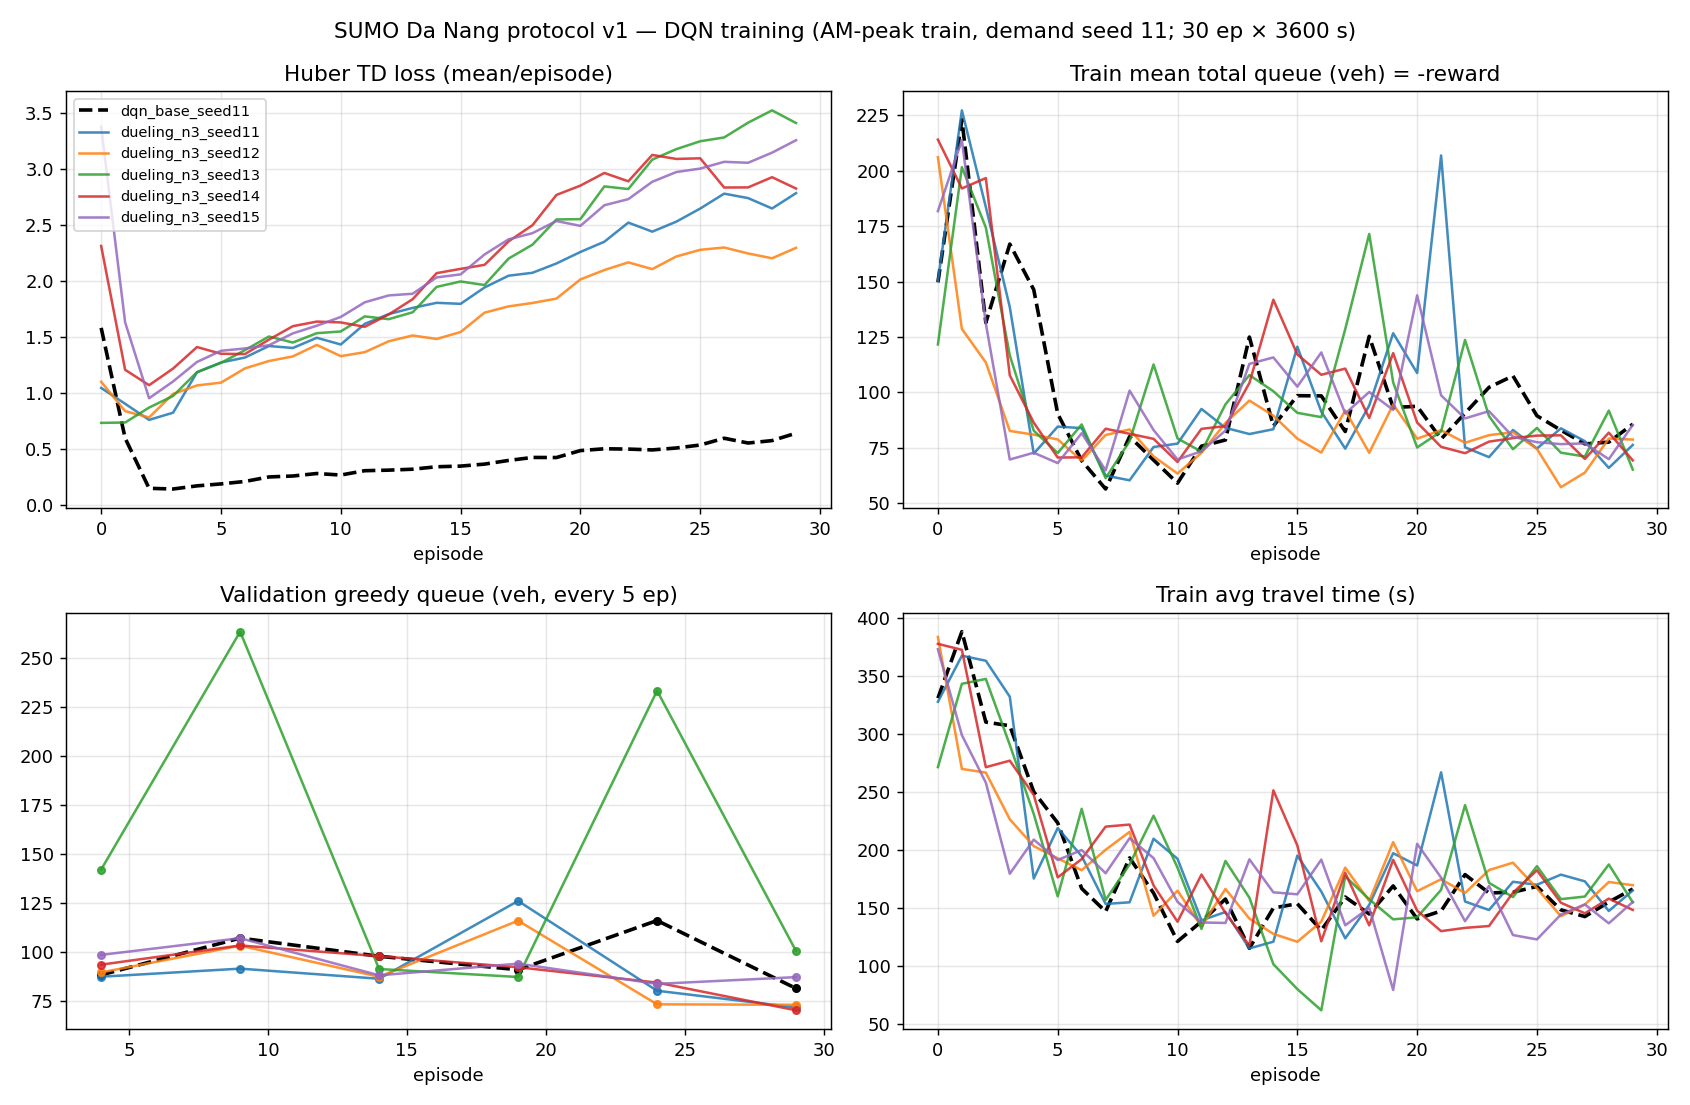 SUMO Da Nang protocol v1 — DQN training (AM-peak train, demand seed 11; 30 ep × 3600 s)
Huber TD loss (mean/episode)
3.5
3.0
2.5
2.0
1.5
1.0
0.5
0.0
dqn_base_seed11
dueling_n3_seed11
dueling_n3_seed12
dueling_n3_seed13
dueling_n3_seed14
dueling_n3_seed15
0 5 10 15 20 25 30
episode
Train mean total queue (veh) = -reward
225
200
175
150
125
100
75
50
0 5 10 15 20 25 30
episode
Validation greedy queue (veh, every 5 ep)
250
225
200
175
150
125
100
75
5 10 15 20 25 30
episode
Train avg travel time (s)
400
350
300
250
200
150
100
50
0 5 10 15 20 25 30
episode